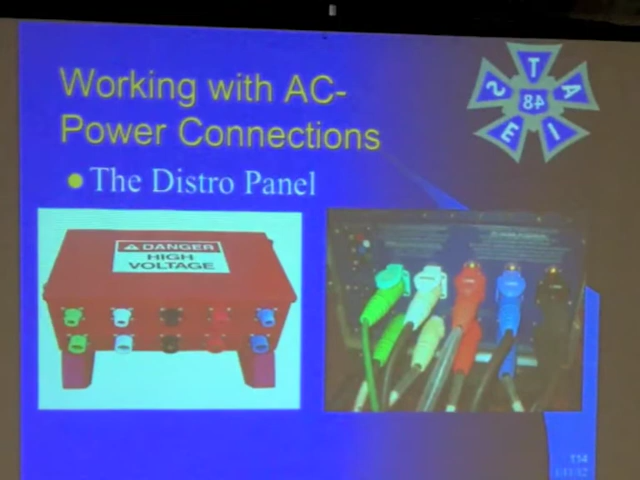 Working with AC-
Power Connections
The Distro Panel
DANGER
HIGH
VOLTAGE
I
A
T
S
E
48